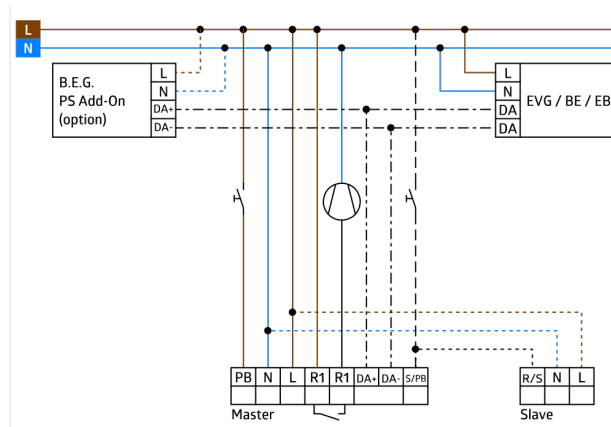 L
N
B.E.G.
PS Add-On
(option)
L
N
DA+
DA-
L
N
DA
DA
EVG / BE / EB
PB N L R1 R1 DA+ DA- S/PB
Master
R/S N L
Slave